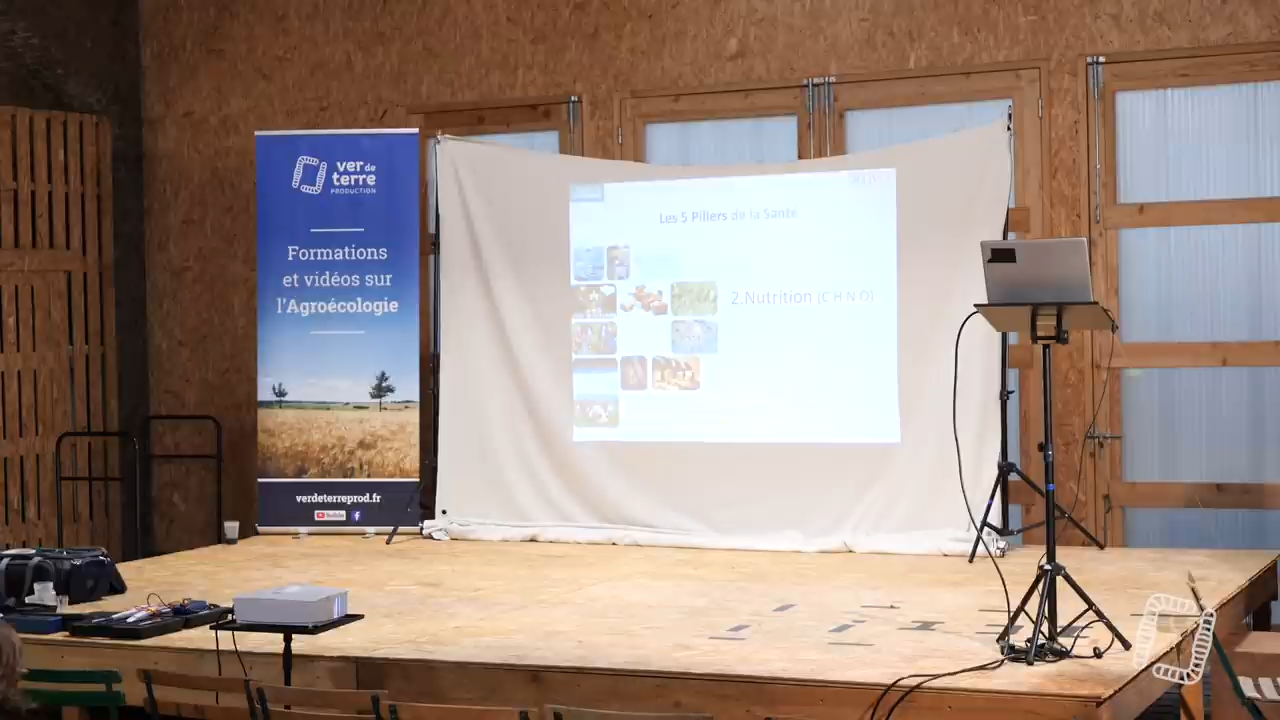 ver de
terre
PRODUCTION
Formations
et vidéos sur
l'Agroécologie
verdeterreprod.fr
YouTube
Les 5 Piliers de la Santé
2.Nutrition (C H N O)